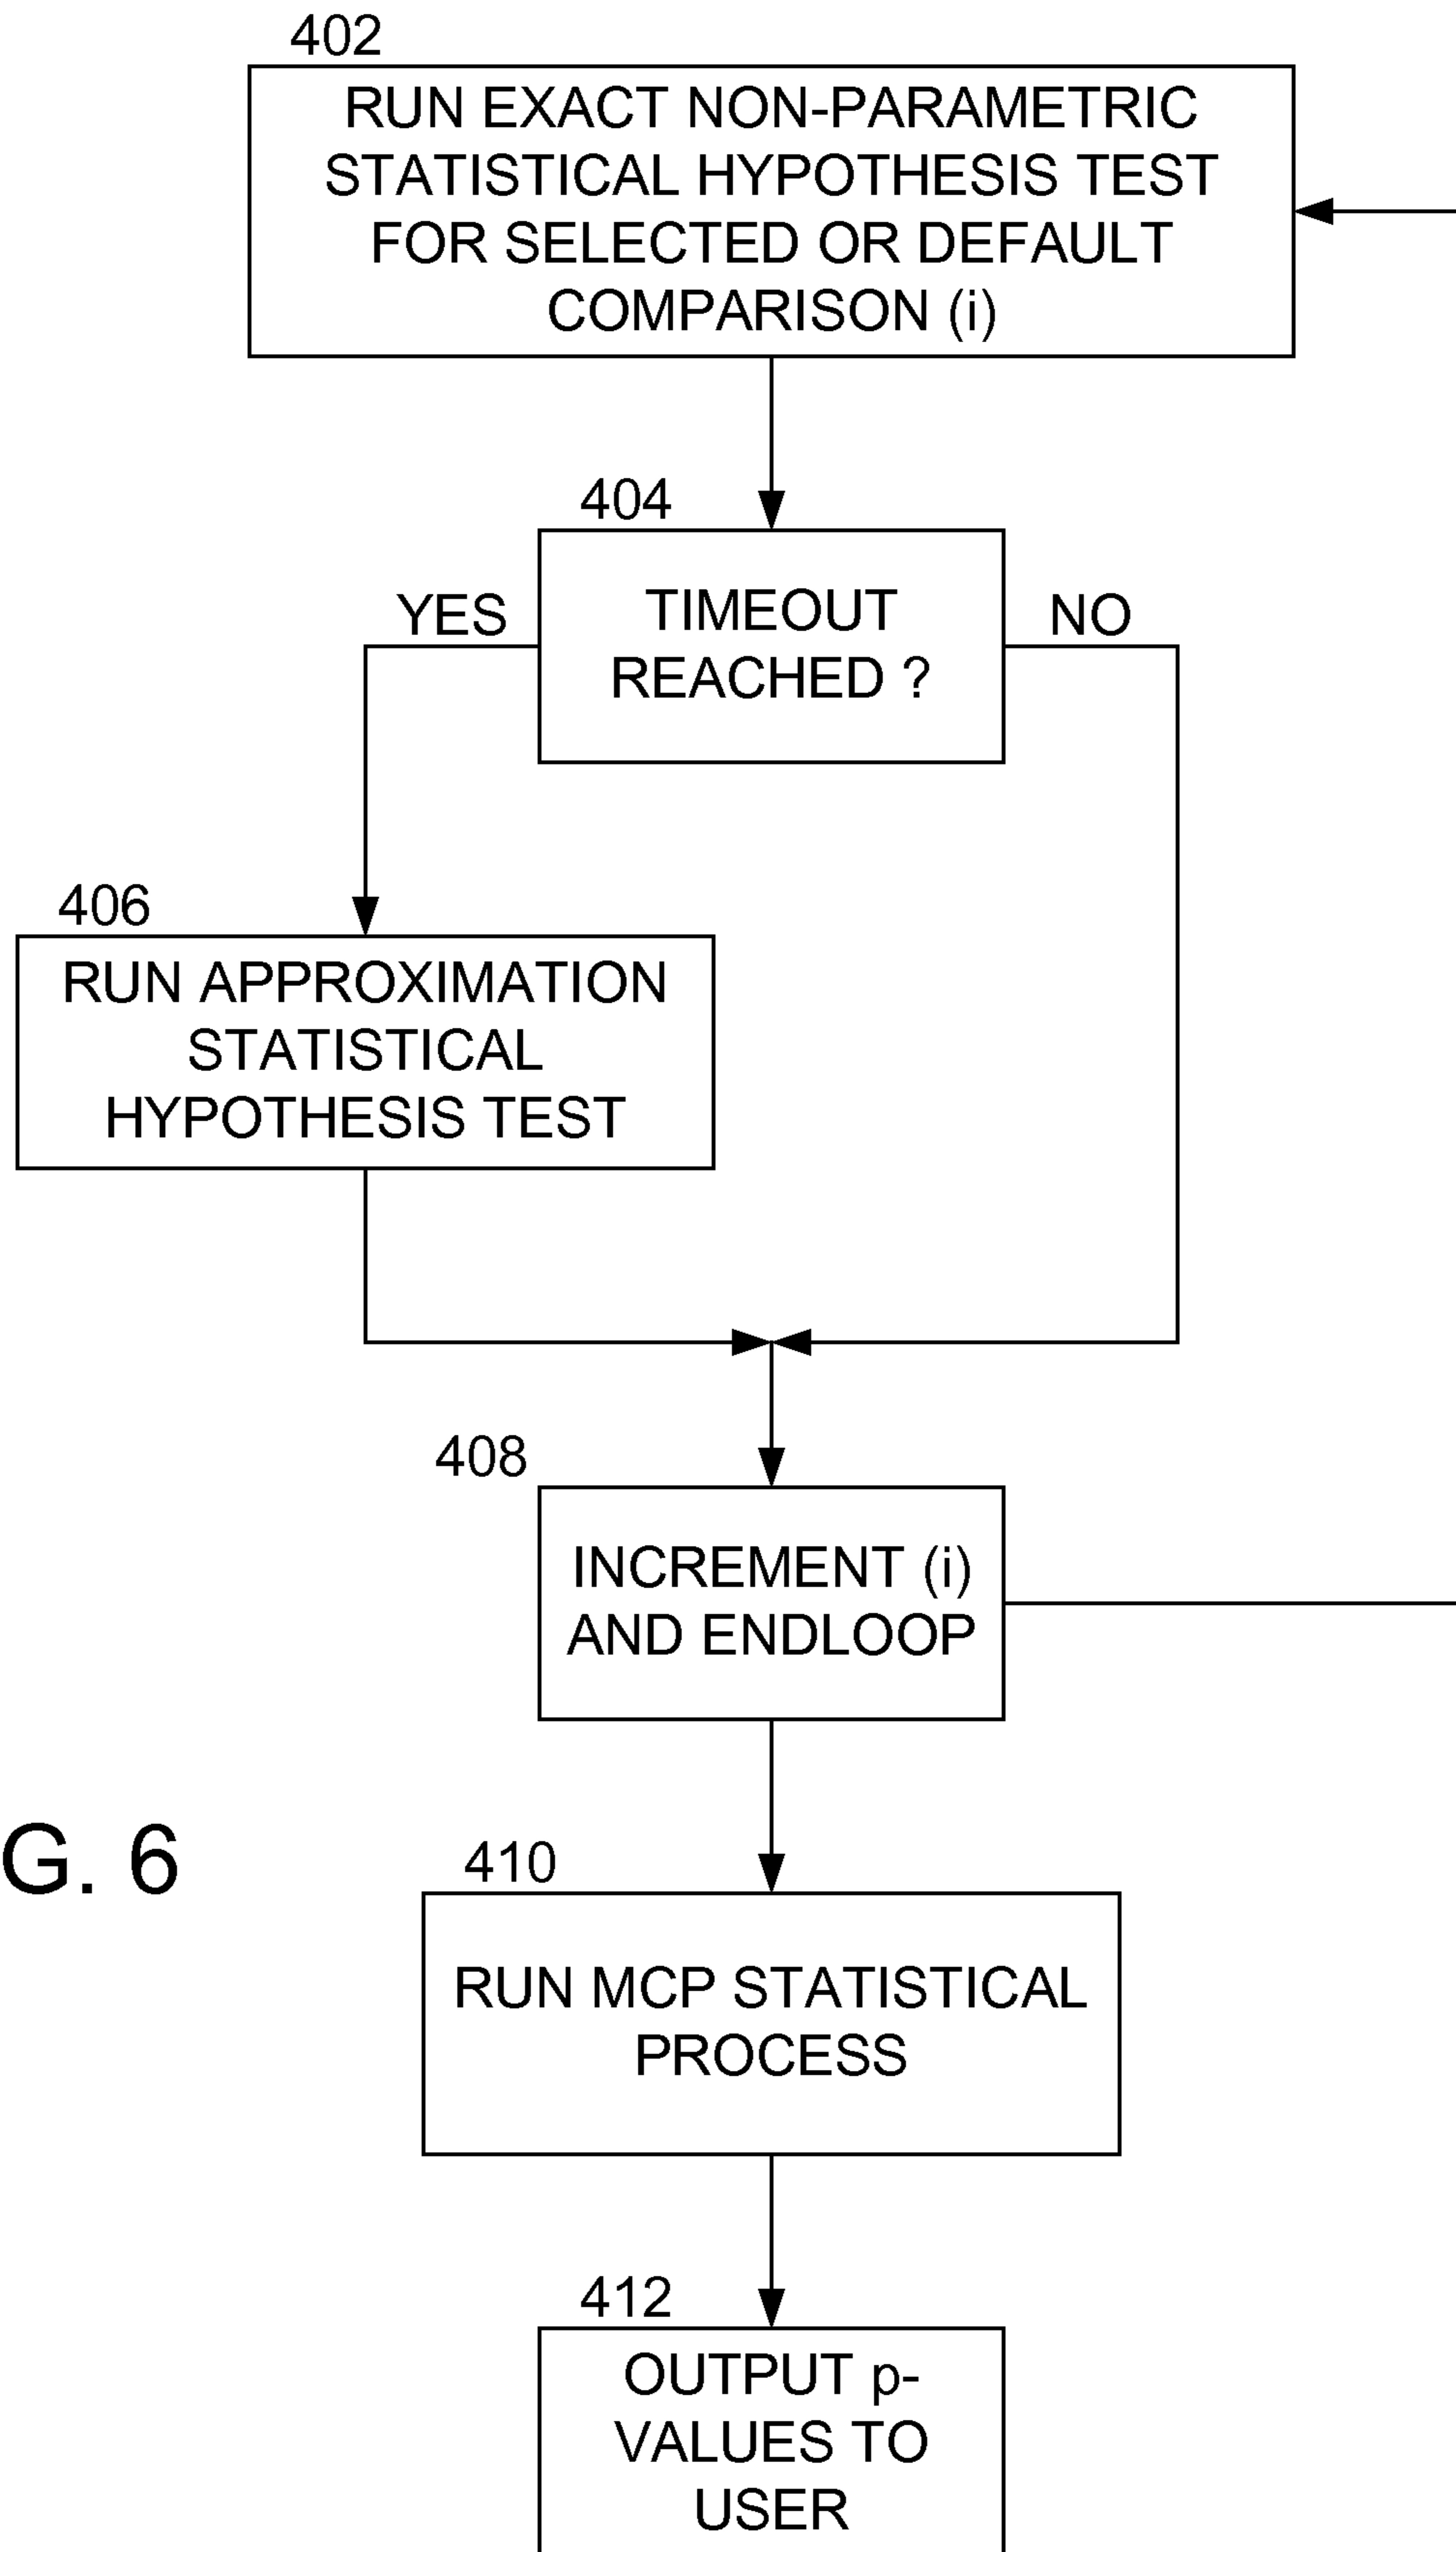 402
RUN EXACT NON-PARAMETRIC
STATISTICAL HYPOTHESIS TEST
FOR SELECTED OR DEFAULT
COMPARISON (i)
404
YES
TIMEOUT
REACHED ?
NO
406
RUN APPROXIMATION
STATISTICAL
HYPOTHESIS TEST
408
INCREMENT (i)
AND ENDLOOP
G. 6
410
RUN MCP STATISTICAL
PROCESS
412
OUTPUT p-
VALUES TO
USER